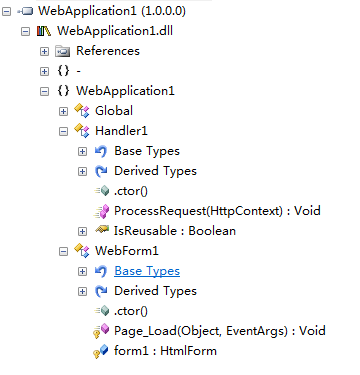 WebApplication1 (1.0.0.0)
WebApplication1.dll
References
{} -
{} WebApplication1
Global
Handler1
Base Types
Derived Types
.ctor()
ProcessRequest(HttpContext) : Void
IsReusable : Boolean
WebForm1
Base Types
Derived Types
.ctor()
Page_Load(Object, EventArgs) : Void
form1 : HtmlForm